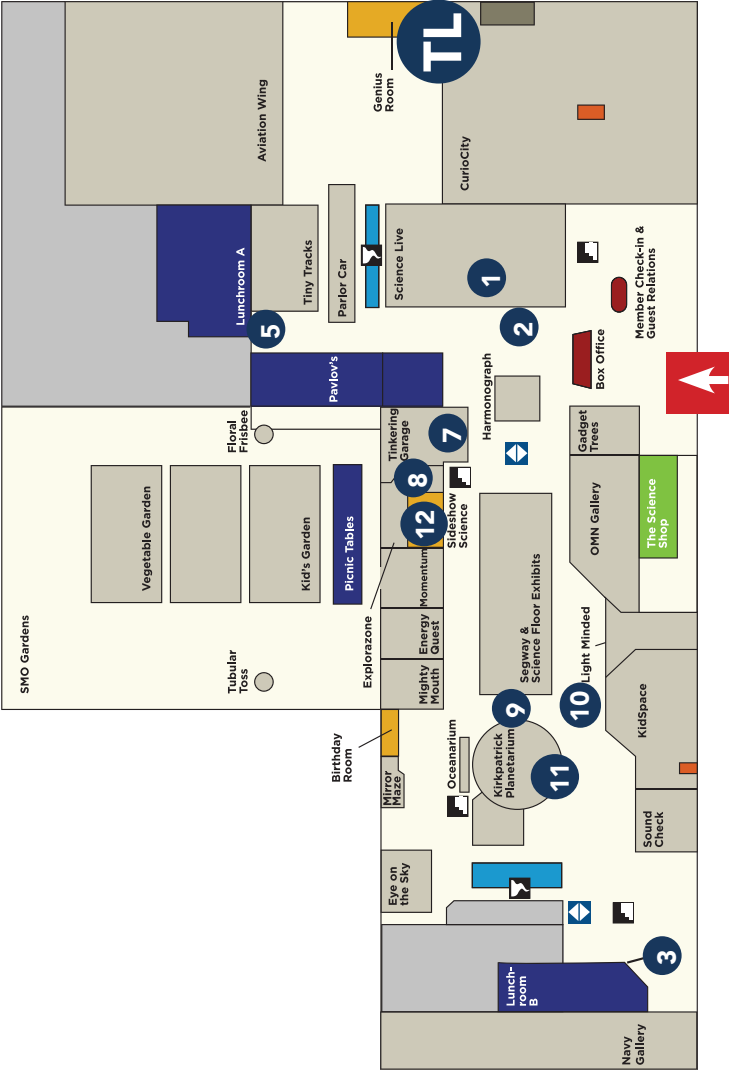 SMO Gardens
Vegetable Garden
Kid's Garden
Picnic Tables
Tubular
Toss
Floral
Frisbee
Explorazone
Birthday
Room
Mirror
Maze
Eye on
the Sky
Mighty
Mouth
Energy
Quest
Momentum
12
8
Sideshow
Science
Tinkering
Garage
7
Pavlov's
Lunchroom A
5
Tiny Tracks
Aviation Wing
Parlor Car
Genius
Room
TL
Science Live
1
2
CurioCity
Harmonograph
Oceanarium
Kirkpatrick
Planetarium
9
11
10
Segway &
Science Floor Exhibits
Light Minded
OMN Gallery
Gadget
Trees
Box Office
Member Check-in &
Guest Relations
The Science
Shop
KidSpace
Sound
Check
Lunch-
room
B
3
Navy
Gallery